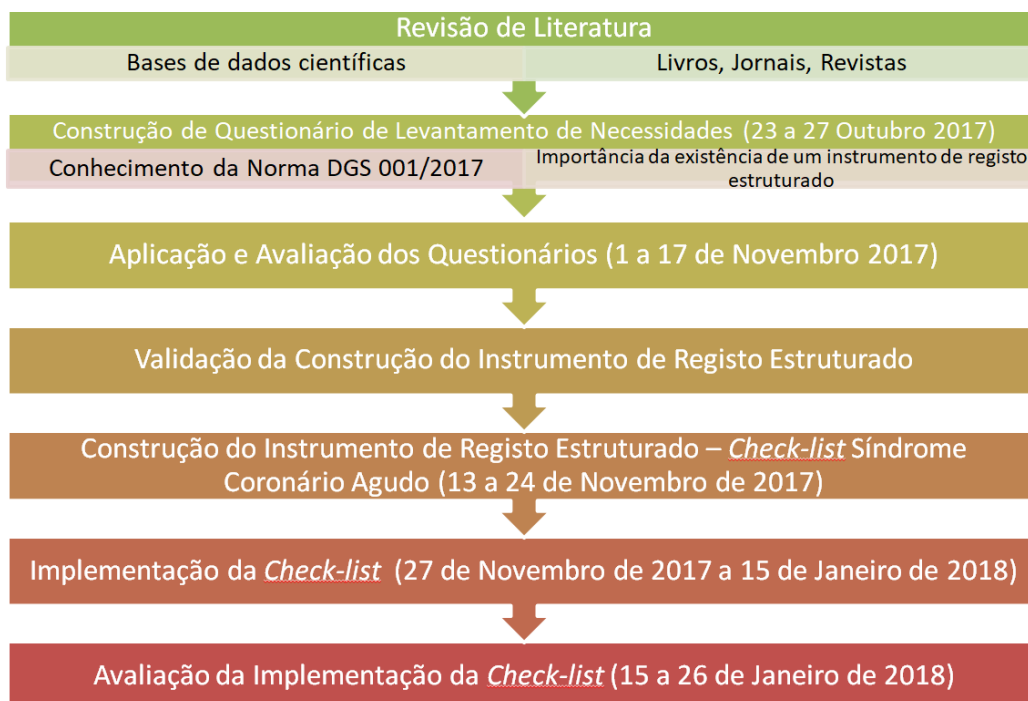 Revisão de Literatura
Bases de dados científicas
Livros, Jornais, Revistas
Construção de Questionário de Levantamento de Necessidades (23 a 27 Outubro 2017)
Conhecimento da Norma DGS 001/2017
Importância da existência de um instrumento de registo
estruturado
Aplicação e Avaliação dos Questionários (1 a 17 de Novembro 2017)
Validação da Construção do Instrumento de Registo Estruturado
Construção do Instrumento de Registo Estruturado – Check-list Síndrome
Coronário Agudo (13 a 24 de Novembro de 2017)
Implementação da Check-list (27 de Novembro de 2017 a 15 de Janeiro de 2018)
Avaliação da Implementação da Check-list (15 a 26 de Janeiro de 2018)